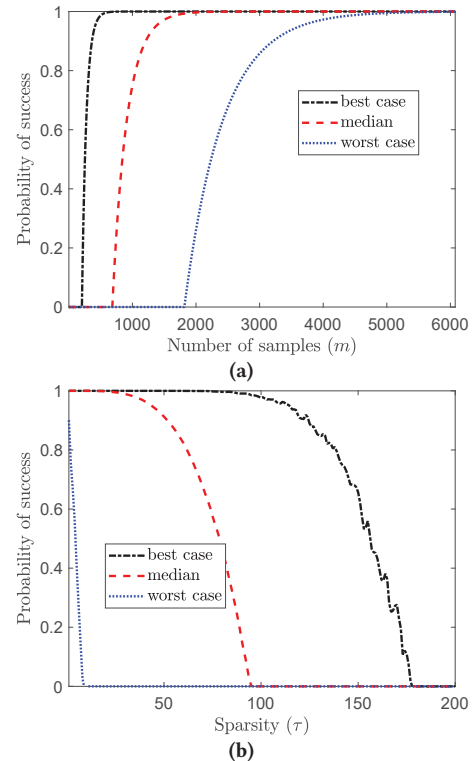 1
0.8
0.6
0.4
0.2
0
Probability of success
best case
median
worst case
1000 2000 3000 4000 5000 6000
Number of samples (m)
(a)
1
0.8
0.6
0.4
0.2
0
Probability of success
best case
median
worst case
50 100 150 200
Sparsity (τ)
(b)